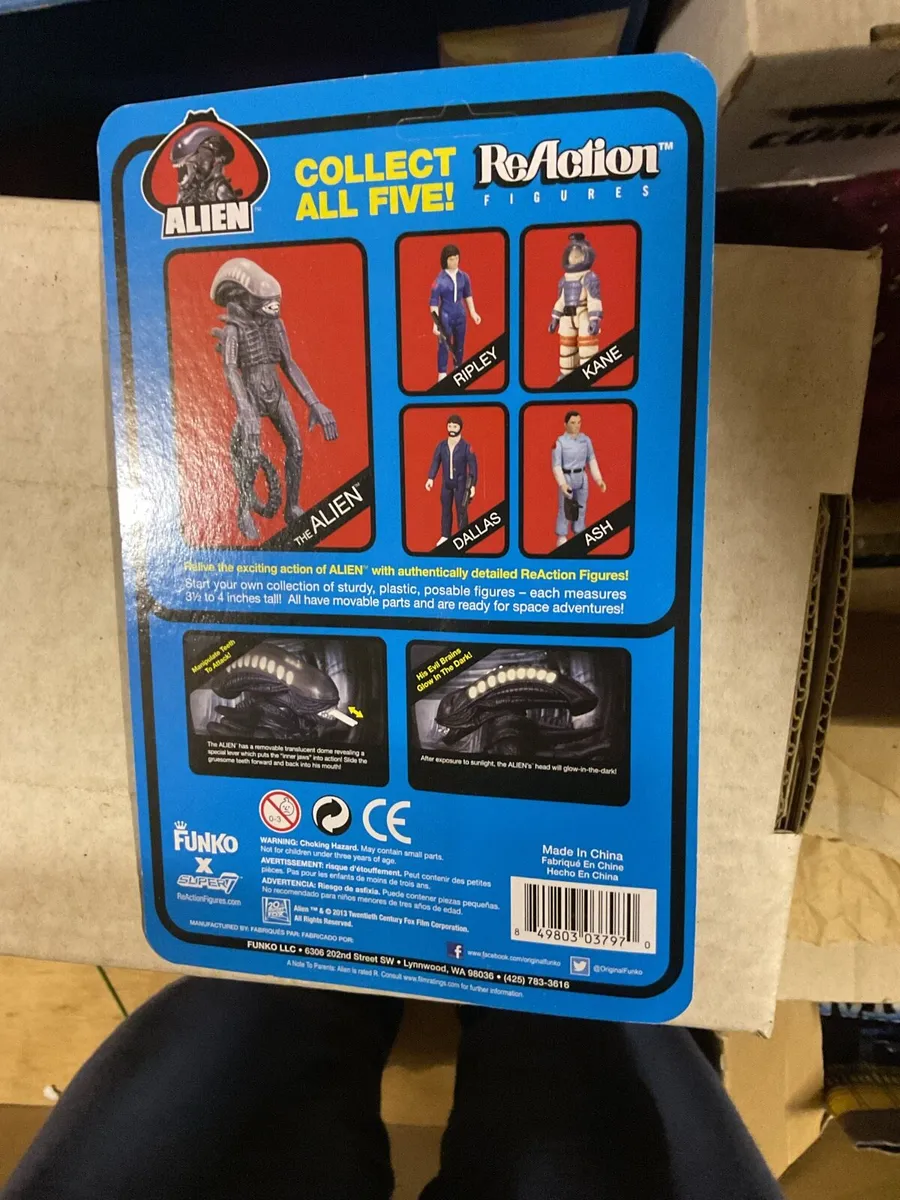 ALIEN™
COLLECT
ALL FIVE!
ReAction™
FIGURES
THE ALIEN™
RIPLEY
KANE
DALLAS
ASH
Relive the exciting action of ALIEN™ with authentically detailed ReAction Figures!
Start your own collection of sturdy, plastic, posable figures – each measures
3½ to 4 inches tall! All have movable parts and are ready for space adventures!
Manipulate Teeth
To Attack!
The ALIEN™ has a removable translucent dome revealing a
special lever which puts the "inner jaws" into action! Slide the
gruesome teeth forward and back into his mouth!
His Evil Brains
Glow In The Dark!
After exposure to sunlight, the ALIEN's™ head will glow-in-the-dark!
0-3
CE
FUNKO
X
SUPER7
ReActionFigures.com
WARNING: Choking Hazard. May contain small parts.
Not for children under three years of age.
AVERTISSEMENT: risque d'étouffement. Peut contenir des petites
pièces. Pas pour les enfants de moins de trois ans.
ADVERTENCIA: Riesgo de asfixia. Puede contener piezas pequeñas.
No recomendado para niños menores de tres años de edad.
Alien ™ & © 2013 Twentieth Century Fox Film Corporation.
All Rights Reserved.
Made In China
Fabriqué En Chine
Hecho En China
8 49803 03797 0
MANUFACTURED BY: FABRIQUÉS PAR: FABRICADO POR:
www.facebook.com/originalfunko
@OriginalFunko
FUNKO LLC • 6306 202nd Street SW • Lynnwood, WA 98036 • (425) 783-3616
A Note To Parents: Alien is rated R. Consult www.filmratings.com for further information.